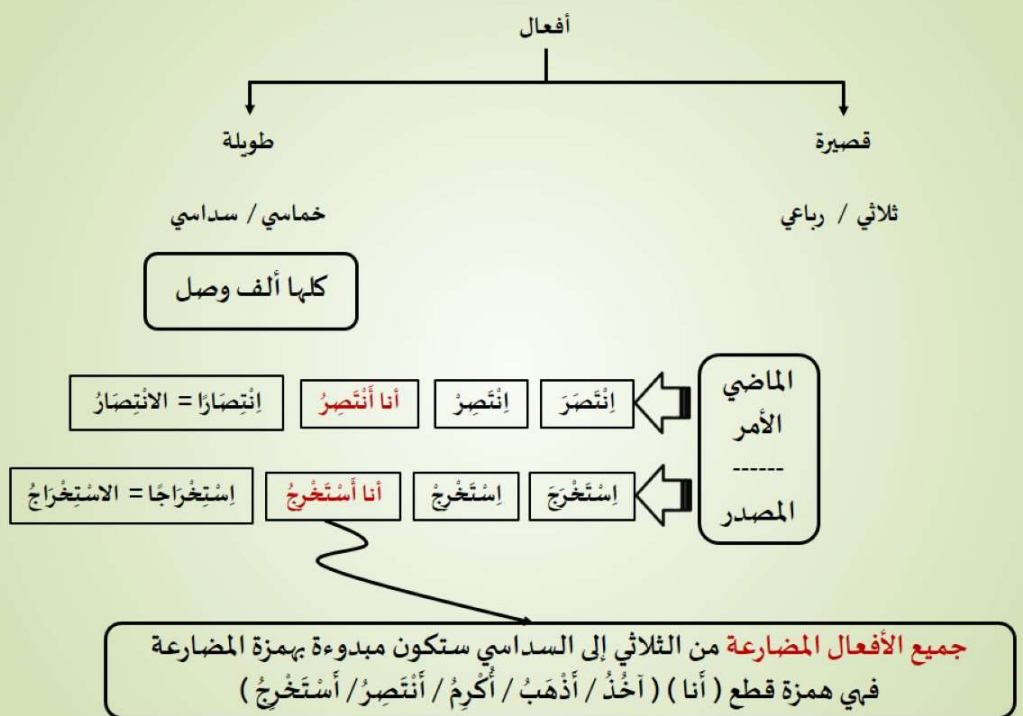 أفعال
قصيرة
طويلة
ثلاثي / رباعي
خماسي / سداسي
كلها ألف وصل
الماضي
الأمر
------
المصدر
اِنْتَصَرَ
اِنْتَصِرْ
أنا أَنْتَصِرُ
اِنْتِصَارًا = الانْتِصَارُ
اِسْتَخْرَجَ
اِسْتَخْرِجْ
أنا أَسْتَخْرِجُ
اِسْتِخْرَاجًا = الاسْتِخْرَاجُ
جميع الأفعال المضارعة من الثلاثي إلى السداسي ستكون مبدوءة بهمزة المضارعة
فهي همزة قطع ( أَنا ) ( آخُذُ / أَذْهَبُ / أُكْرِمُ / أَنْتَصِرُ / أَسْتَخْرِجُ )